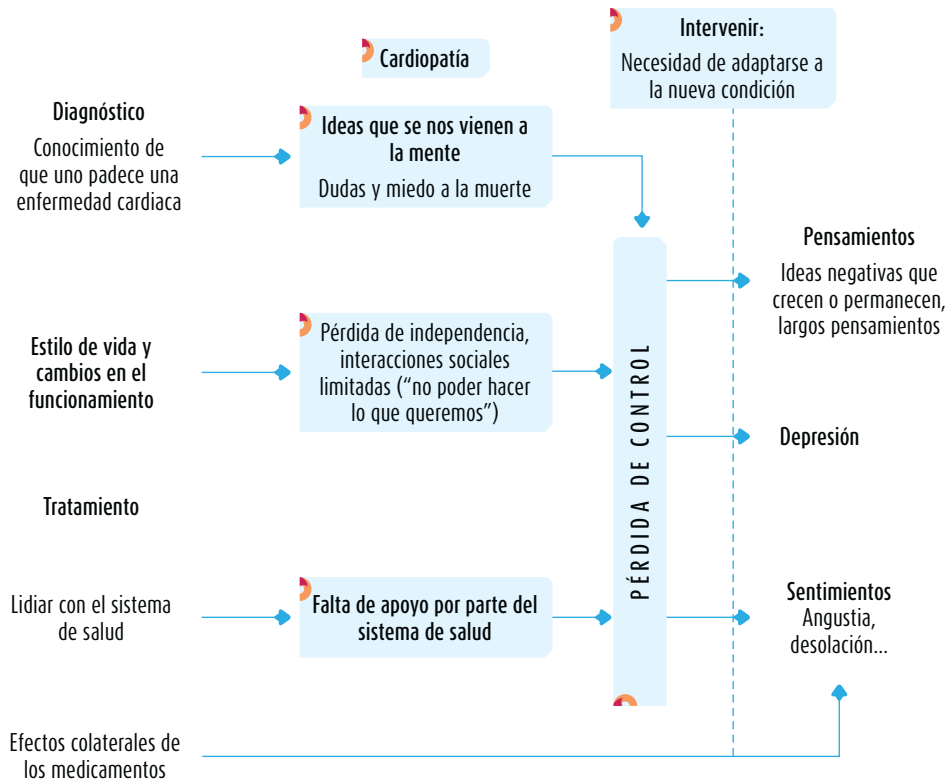 Cardiopatía
Intervenir:
Necesidad de adaptarse a
la nueva condición
Diagnóstico
Conocimiento de
que uno padece una
enfermedad cardiaca
Ideas que se nos vienen a
la mente
Dudas y miedo a la muerte
Estilo de vida y
cambios en el
funcionamiento
Pérdida de independencia,
interacciones sociales
limitadas (“no poder hacer
lo que queremos”)
Tratamiento
Lidiar con el sistema
de salud
Falta de apoyo por parte del
sistema de salud
PÉRDIDA DE CONTROL
Pensamientos
Ideas negativas que
crecen o permanecen,
largos pensamientos
Depresión
Sentimientos
Angustia,
desolación...
Efectos colaterales de
los medicamentos